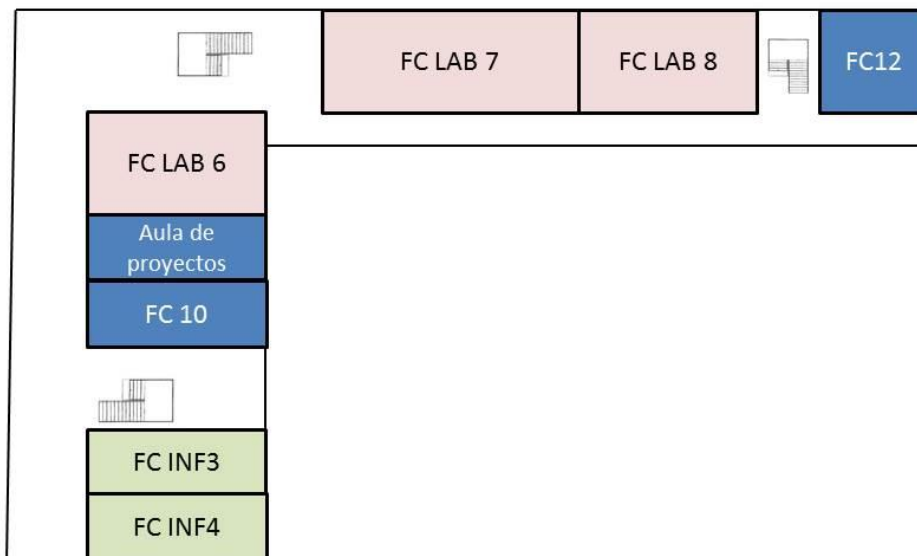 FC LAB 7
FC LAB 8
FC12
FC LAB 6
Aula de
proyectos
FC 10
FC INF3
FC INF4